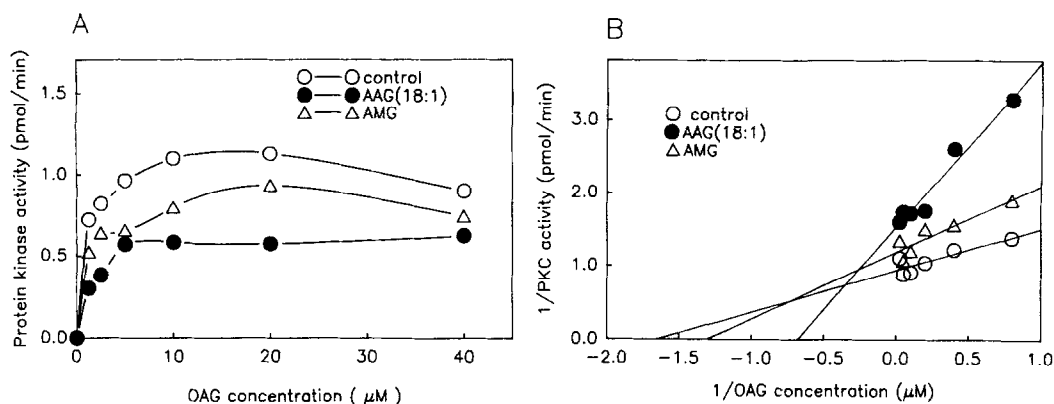 A
Protein kinase activity (pmol/min)
1.5
1.0
0.5
0.0
control
AAG(18:1)
AMG
0 10 20 30 40
OAG concentration ( μM )
B
1/PKC activity (pmol/min)
3.0
2.0
1.0
0.0
control
AAG(18:1)
AMG
-2.0 -1.5 -1.0 -0.5 0.0 0.5 1.0
1/OAG concentration (μM)